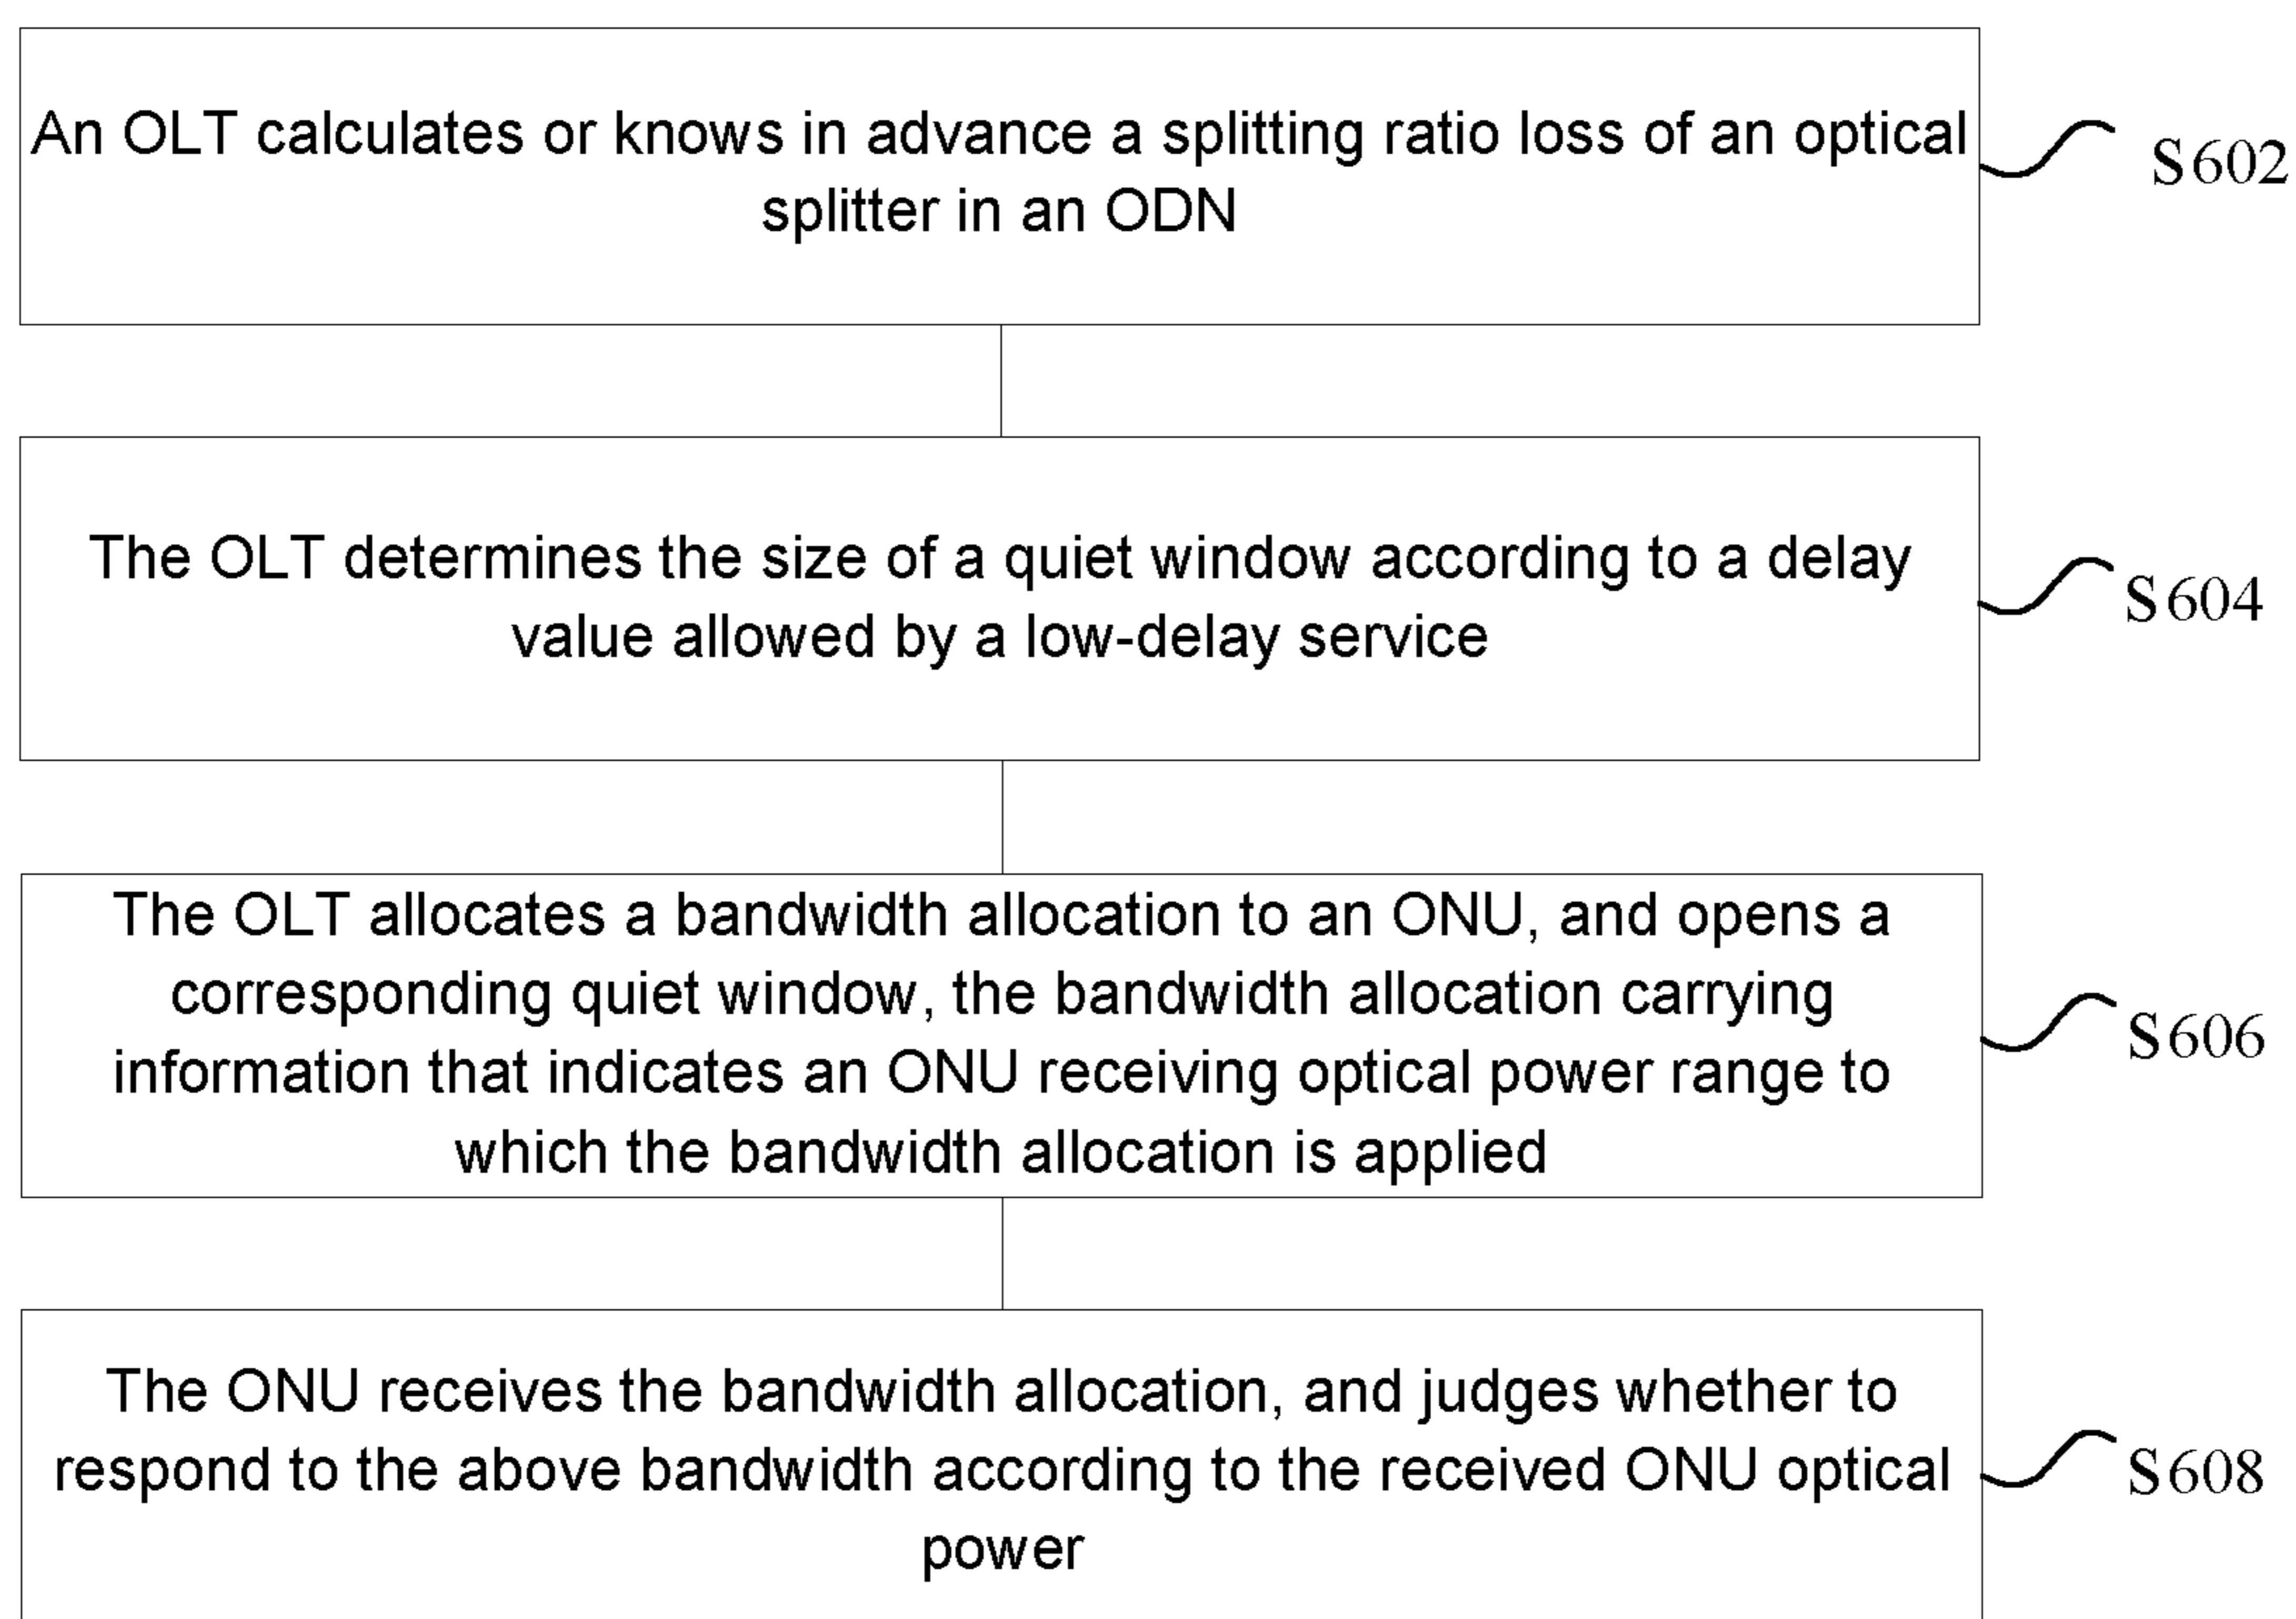 An OLT calculates or knows in advance a splitting ratio loss of an optical
splitter in an ODN
S602
The OLT determines the size of a quiet window according to a delay
value allowed by a low-delay service
S604
The OLT allocates a bandwidth allocation to an ONU, and opens a
corresponding quiet window, the bandwidth allocation carrying
information that indicates an ONU receiving optical power range to
which the bandwidth allocation is applied
S606
The ONU receives the bandwidth allocation, and judges whether to
respond to the above bandwidth according to the received ONU optical
power
S608